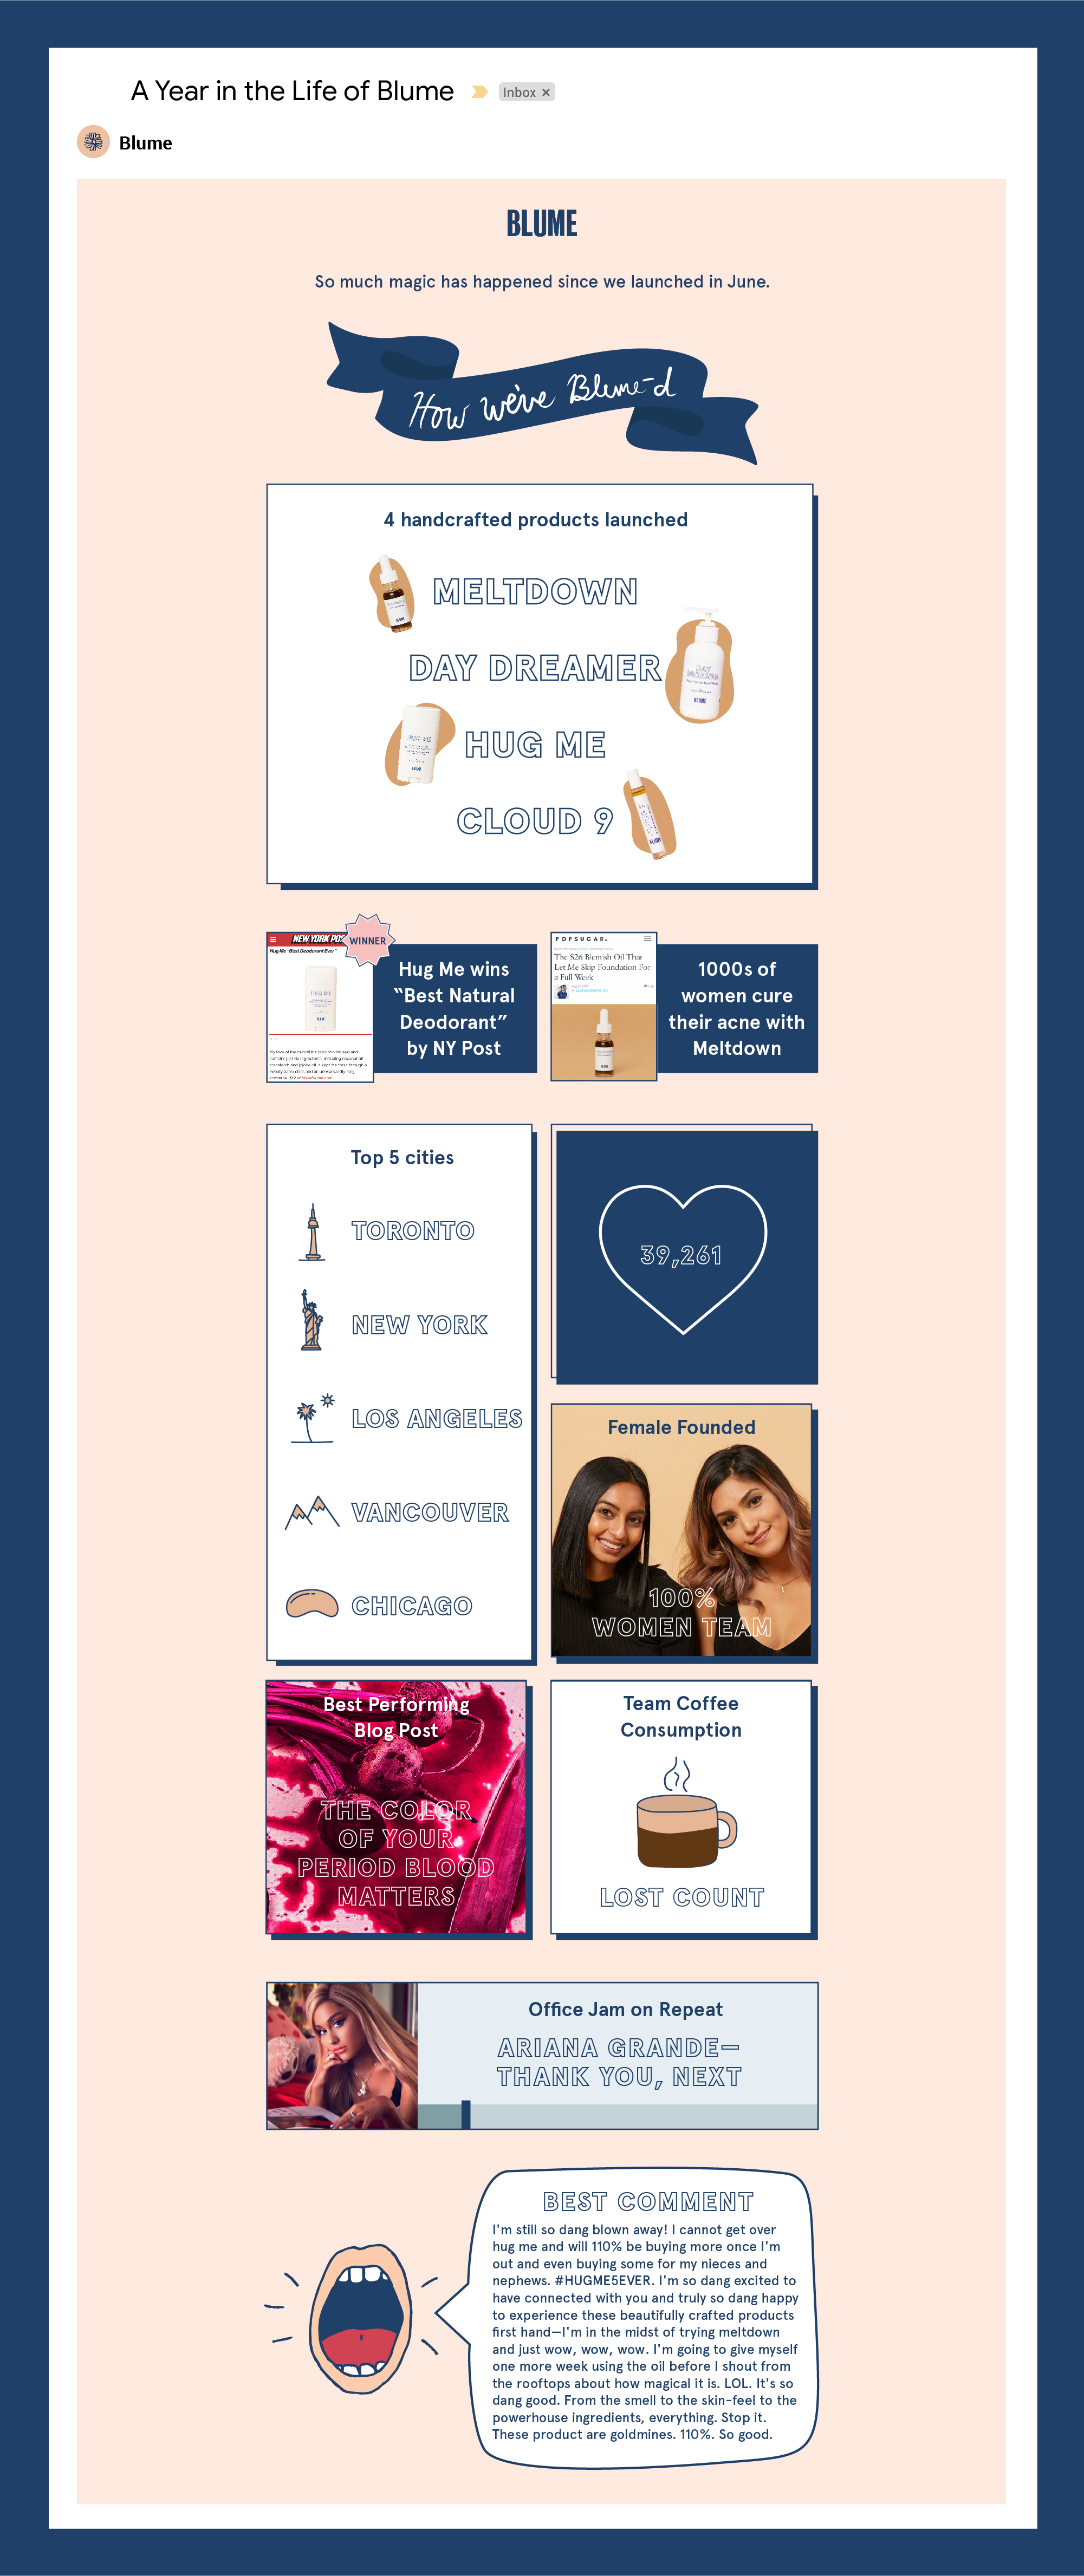 A Year in the Life of Blume
Inbox ×
Blume
BLUME
So much magic has happened since we launched in June.
How we've Blume-d
4 handcrafted products launched
MELTDOWN
DAY DREAMER
DAY
DREAMER
BLUME
HUG ME
HUG ME
BLUME
CLOUD 9
BLUME
NEW YORK PO
WINNER
Hug Me "Best Deodorant Ever"
BLUME
Hug Me wins
“Best Natural
Deodorant”
by NY Post
POPSUGAR.
The $26 Blemish Oil That
Let Me Skip Foundation For
a Full Week
BLUME
1000s of
women cure
their acne with
Meltdown
Top 5 cities
TORONTO
NEW YORK
LOS ANGELES
VANCOUVER
CHICAGO
39,261
Female Founded
100%
WOMEN TEAM
Best Performing
Blog Post
THE COLOR
OF YOUR
PERIOD BLOOD
MATTERS
Team Coffee
Consumption
LOST COUNT
Office Jam on Repeat
ARIANA GRANDE—
THANK YOU, NEXT
BEST COMMENT
I'm still so dang blown away! I cannot get over
hug me and will 110% be buying more once I'm
out and even buying some for my nieces and
nephews. #HUGME5EVER. I'm so dang excited to
have connected with you and truly so dang happy
to experience these beautifully crafted products
first hand—I'm in the midst of trying meltdown
and just wow, wow, wow. I'm going to give myself
one more week using the oil before I shout from
the rooftops about how magical it is. LOL. It's so
dang good. From the smell to the skin-feel to the
powerhouse ingredients, everything. Stop it.
These product are goldmines. 110%. So good.